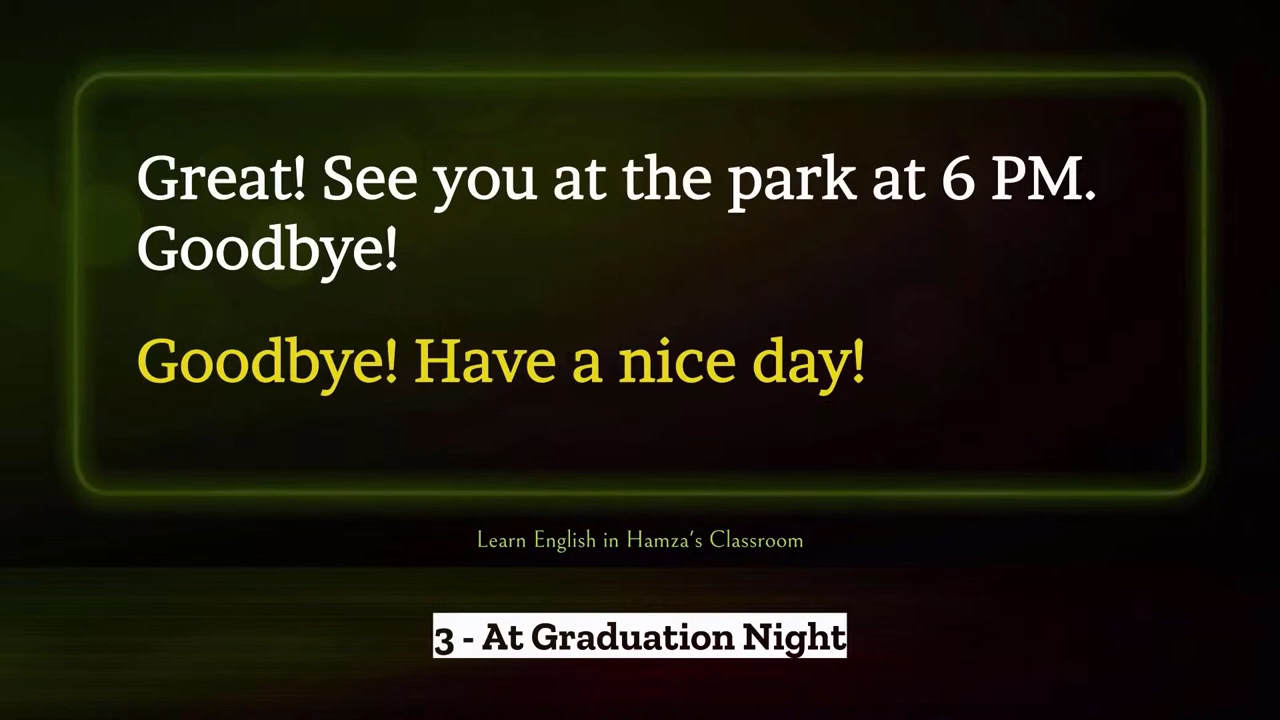 Great! See you at the park at 6 PM.
Goodbye!
Goodbye! Have a nice day!
Learn English in Hamza's Classroom
3 - At Graduation Night